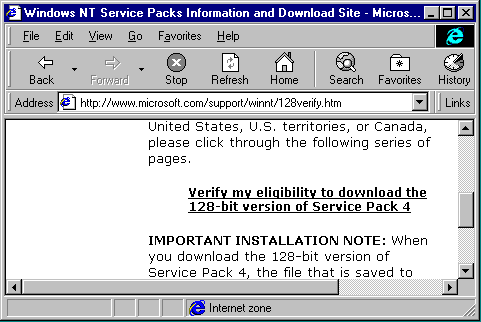 Windows NT Service Packs Information and Download Site - Micros...
File Edit View Go Favorites Help
Back Forward Stop Refresh Home Search Favorites History
Address http://www.microsoft.com/support/winnt/128verify.htm Links
United States, U.S. territories, or Canada,
please click through the following series of
pages.
Verify my eligibility to download the
128-bit version of Service Pack 4
IMPORTANT INSTALLATION NOTE: When
you download the 128-bit version of
Service Pack 4, the file that is saved to
Internet zone